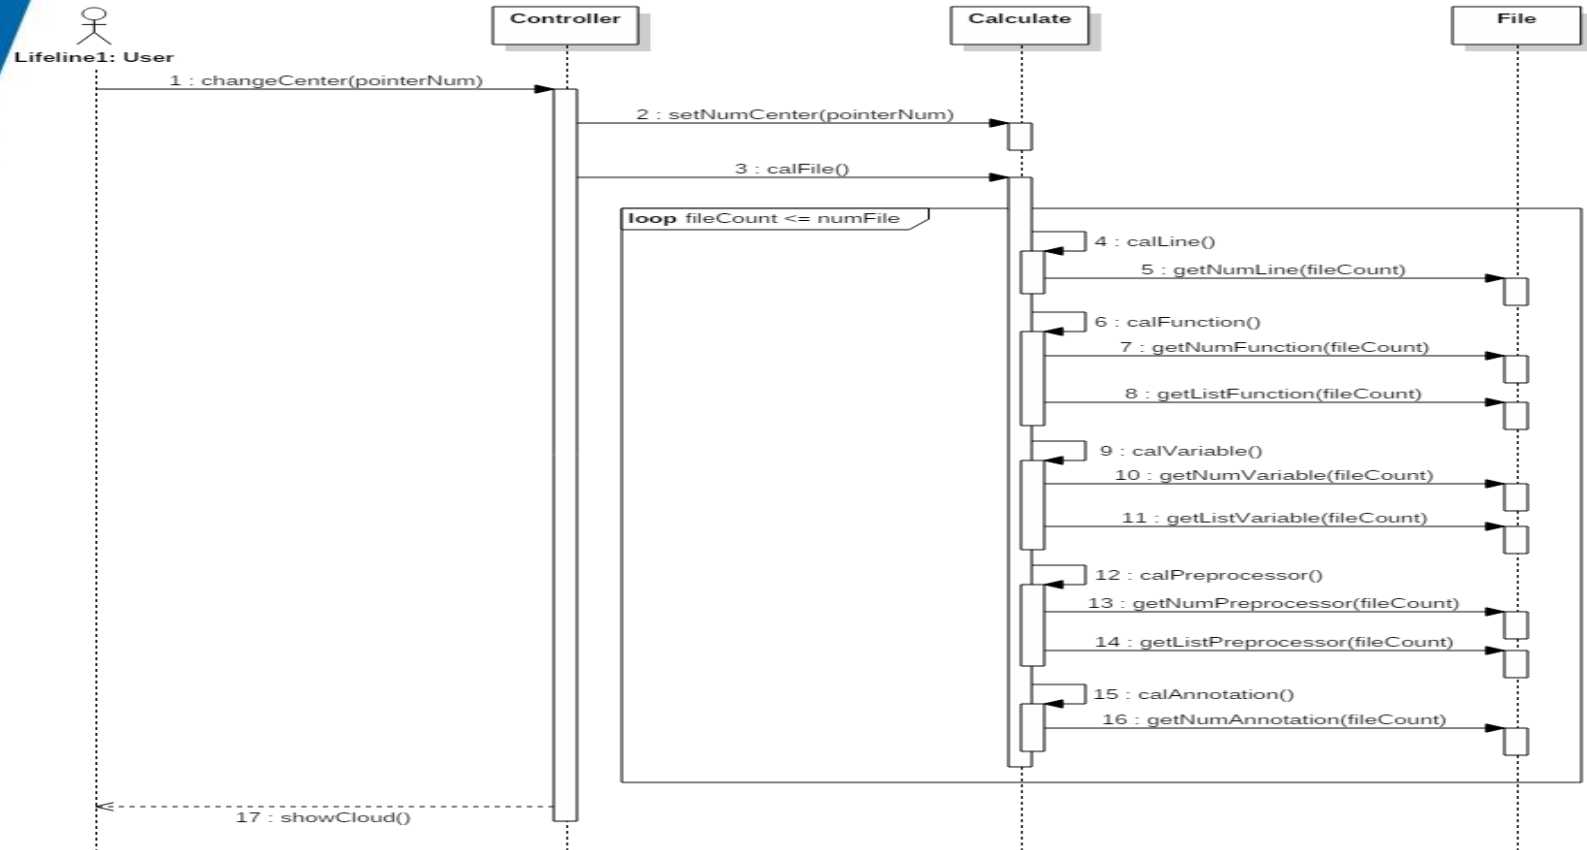 Controller
Calculate
File
Lifeline1: User
1 : changeCenter(pointerNum)
2 : setNumCenter(pointerNum)
3 : calFile()
loop fileCount <= numFile
4 : calLine()
5 : getNumLine(fileCount)
6 : calFunction()
7 : getNumFunction(fileCount)
8 : getListFunction(fileCount)
9 : calVariable()
10 : getNumVariable(fileCount)
11 : getListVariable(fileCount)
12 : calPreprocessor()
13 : getNumPreprocessor(fileCount)
14 : getListPreprocessor(fileCount)
15 : calAnnotation()
16 : getNumAnnotation(fileCount)
17 : showCloud()